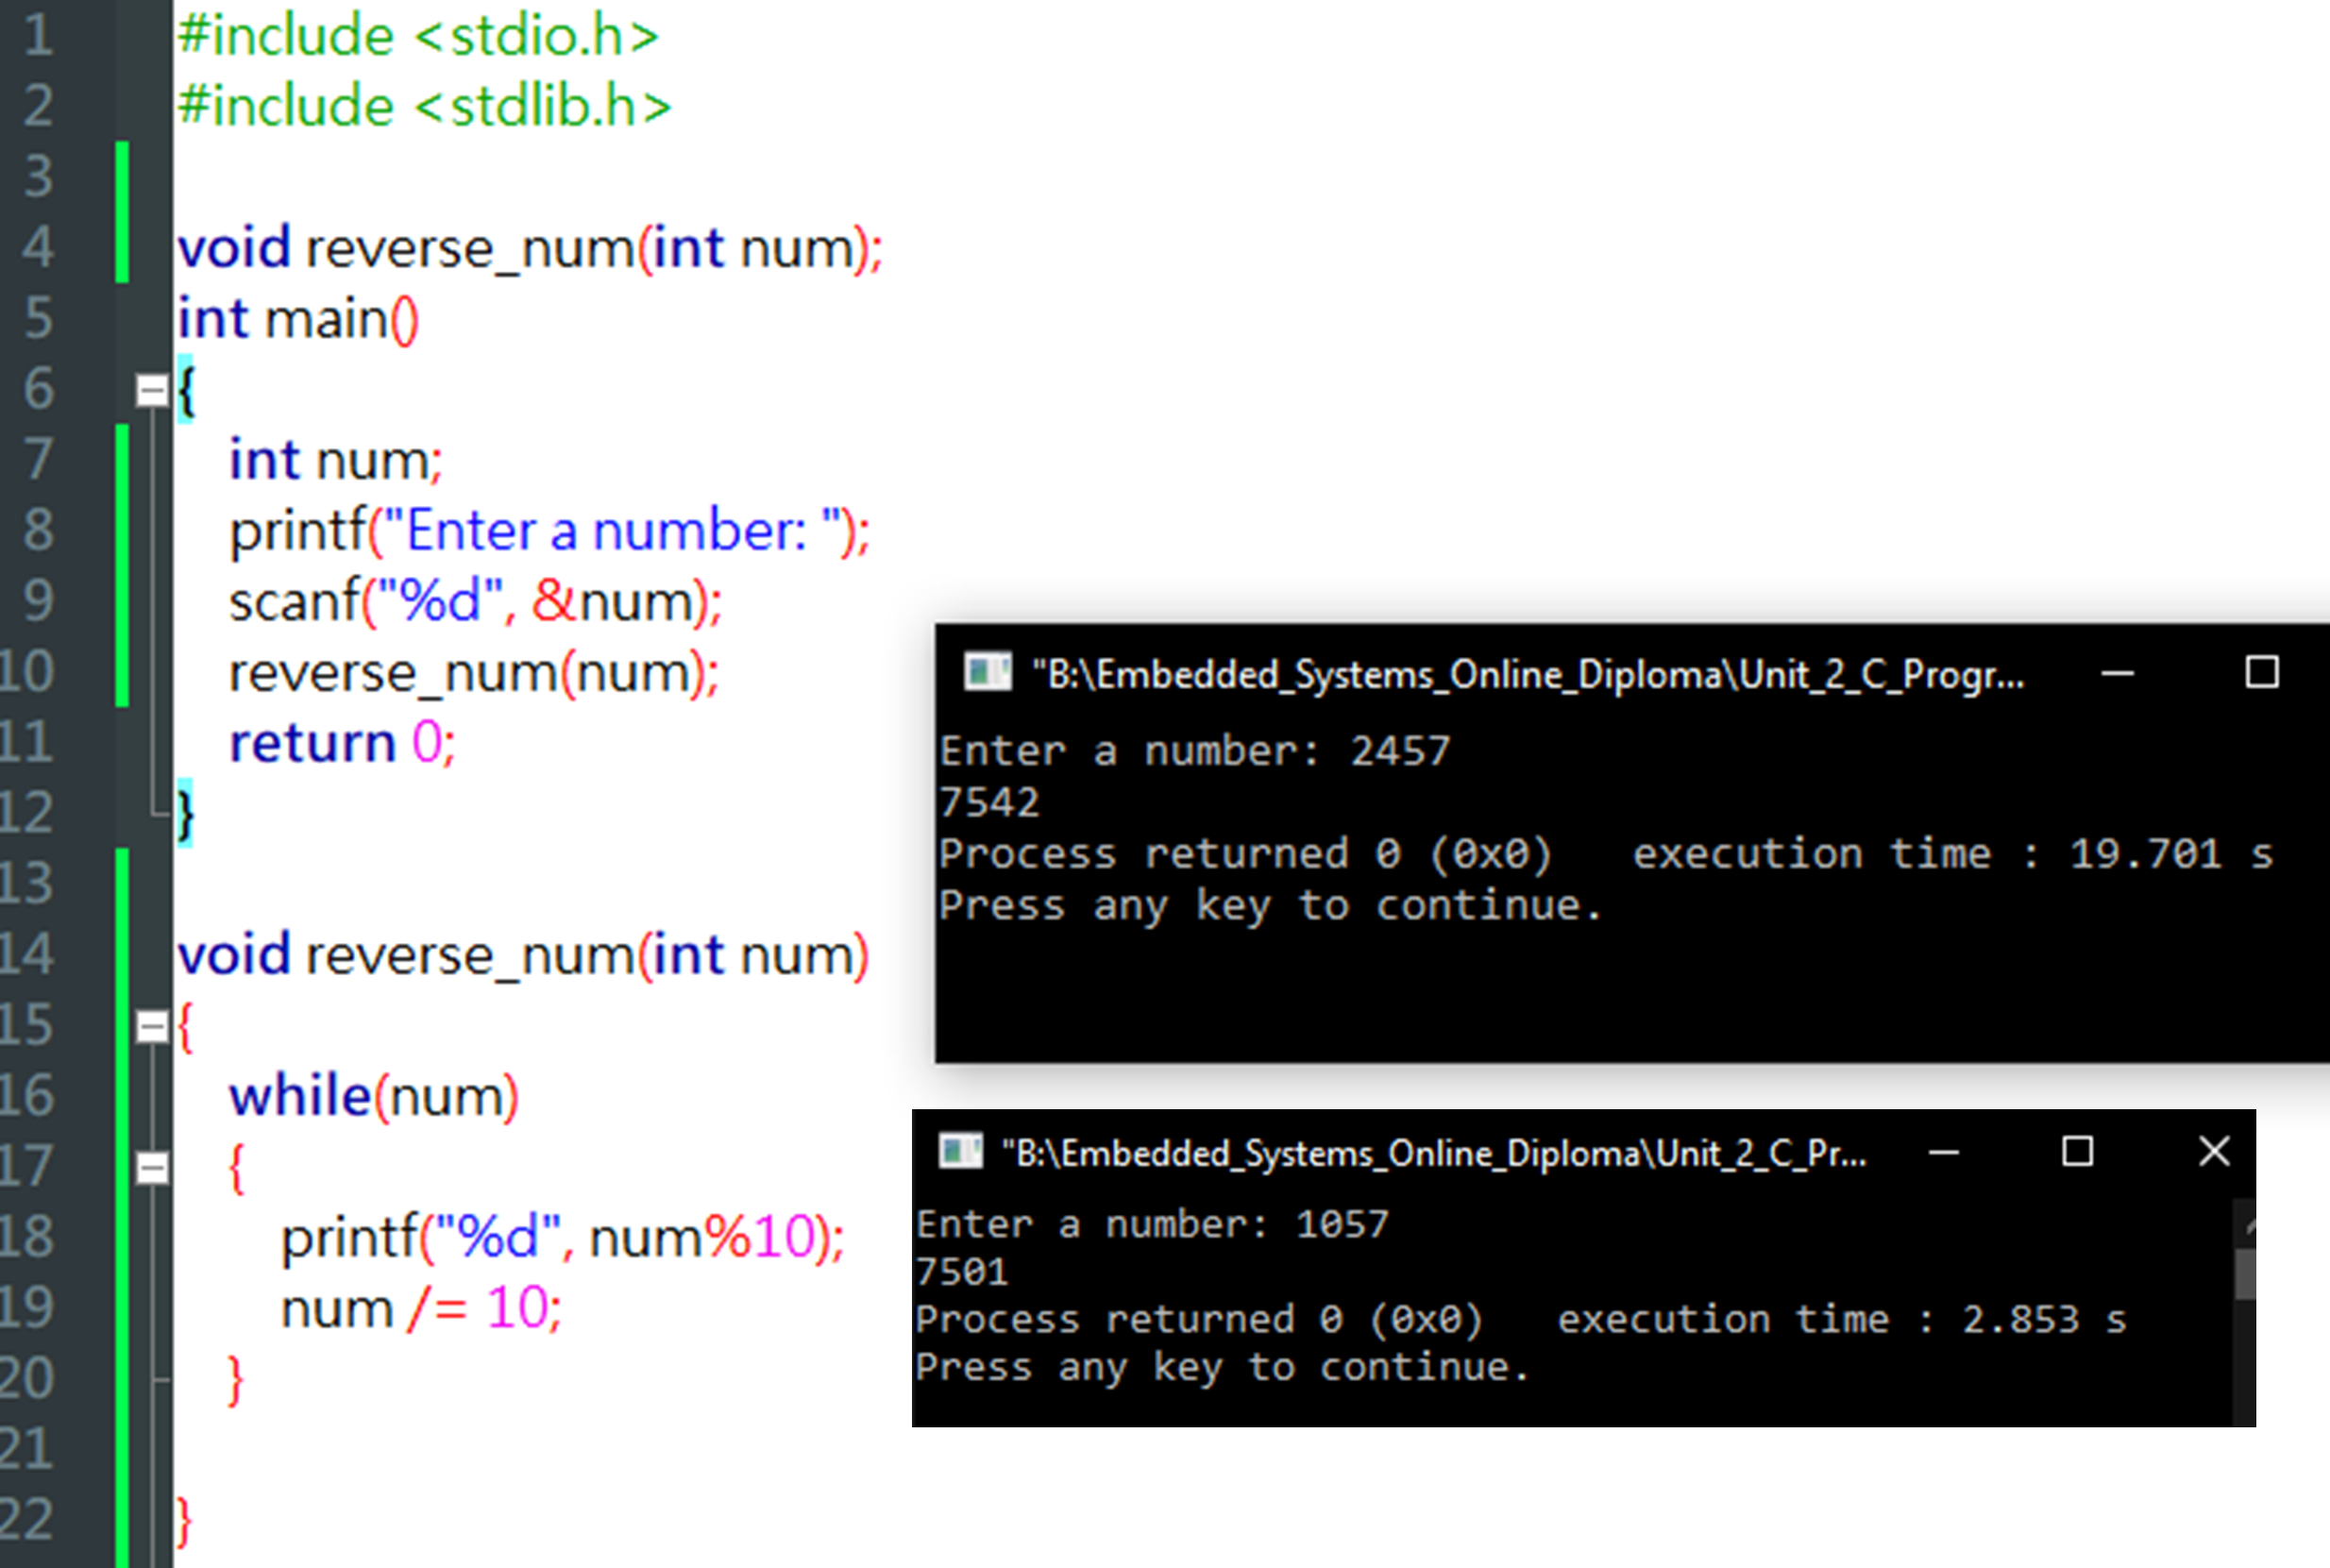 1 #include <stdio.h>
2 #include <stdlib.h>
3
4 void reverse_num(int num);
5 int main()
6 {
7 int num;
8 printf("Enter a number: ");
9 scanf("%d", &num);
10 reverse_num(num);
11 return 0;
12 }
13
14 void reverse_num(int num)
15 {
16 while(num)
17 {
18 printf("%d", num%10);
19 num /= 10;
20 }
21
22 }
"B:\Embedded_Systems_Online_Diploma\Unit_2_C_Progr...
Enter a number: 2457
7542
Process returned 0 (0x0)   execution time : 19.701 s
Press any key to continue.
"B:\Embedded_Systems_Online_Diploma\Unit_2_C_Pr...
Enter a number: 1057
7501
Process returned 0 (0x0)   execution time : 2.853 s
Press any key to continue.